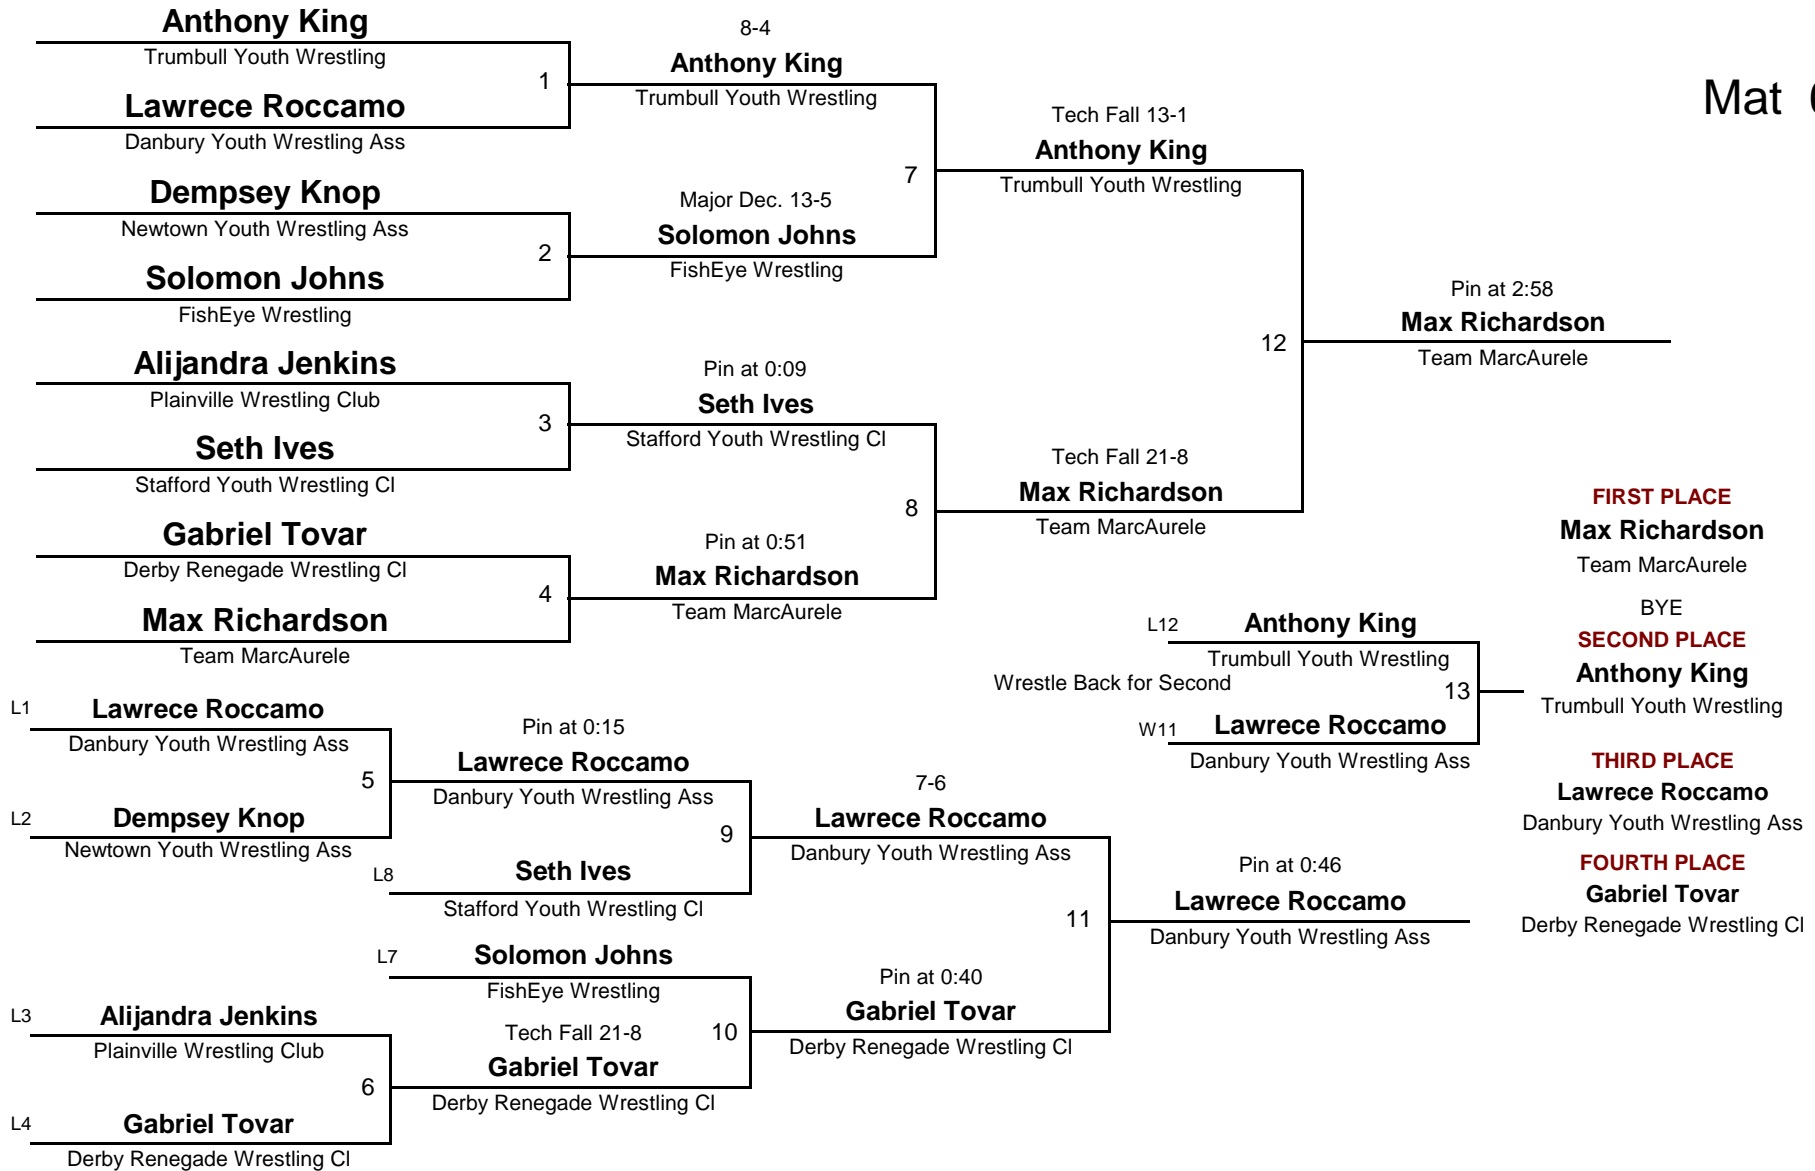 Anthony King
Trumbull Youth Wrestling
1
Lawrece Roccamo
Danbury Youth Wrestling Ass
Dempsey Knop
Newtown Youth Wrestling Ass
2
Solomon Johns
FishEye Wrestling
Alijandra Jenkins
Plainville Wrestling Club
3
Seth Ives
Stafford Youth Wrestling Cl
Gabriel Tovar
Derby Renegade Wrestling Cl
4
Max Richardson
Team MarcAurele
8-4
Anthony King
Trumbull Youth Wrestling
7
Major Dec. 13-5
Solomon Johns
FishEye Wrestling
Pin at 0:09
Seth Ives
Stafford Youth Wrestling Cl
8
Pin at 0:51
Max Richardson
Team MarcAurele
Tech Fall 13-1
Anthony King
Trumbull Youth Wrestling
12
Tech Fall 21-8
Max Richardson
Team MarcAurele
Mat
Pin at 2:58
Max Richardson
Team MarcAurele
L1
Lawrece Roccamo
Danbury Youth Wrestling Ass
5
L2
Dempsey Knop
Newtown Youth Wrestling Ass
Pin at 0:15
Lawrece Roccamo
Danbury Youth Wrestling Ass
9
L8
Seth Ives
Stafford Youth Wrestling Cl
L7
Solomon Johns
FishEye Wrestling
10
Tech Fall 21-8
Gabriel Tovar
Derby Renegade Wrestling Cl
L3
Alijandra Jenkins
Plainville Wrestling Club
6
L4
Gabriel Tovar
Derby Renegade Wrestling Cl
7-6
Lawrece Roccamo
Danbury Youth Wrestling Ass
11
Pin at 0:40
Gabriel Tovar
Derby Renegade Wrestling Cl
Pin at 0:46
Lawrece Roccamo
Danbury Youth Wrestling Ass
L12
Anthony King
Trumbull Youth Wrestling
Wrestle Back for Second
13
W11
Lawrece Roccamo
Danbury Youth Wrestling Ass
FIRST PLACE
Max Richardson
Team MarcAurele
BYE
SECOND PLACE
Anthony King
Trumbull Youth Wrestling
THIRD PLACE
Lawrece Roccamo
Danbury Youth Wrestling Ass
FOURTH PLACE
Gabriel Tovar
Derby Renegade Wrestling Cl